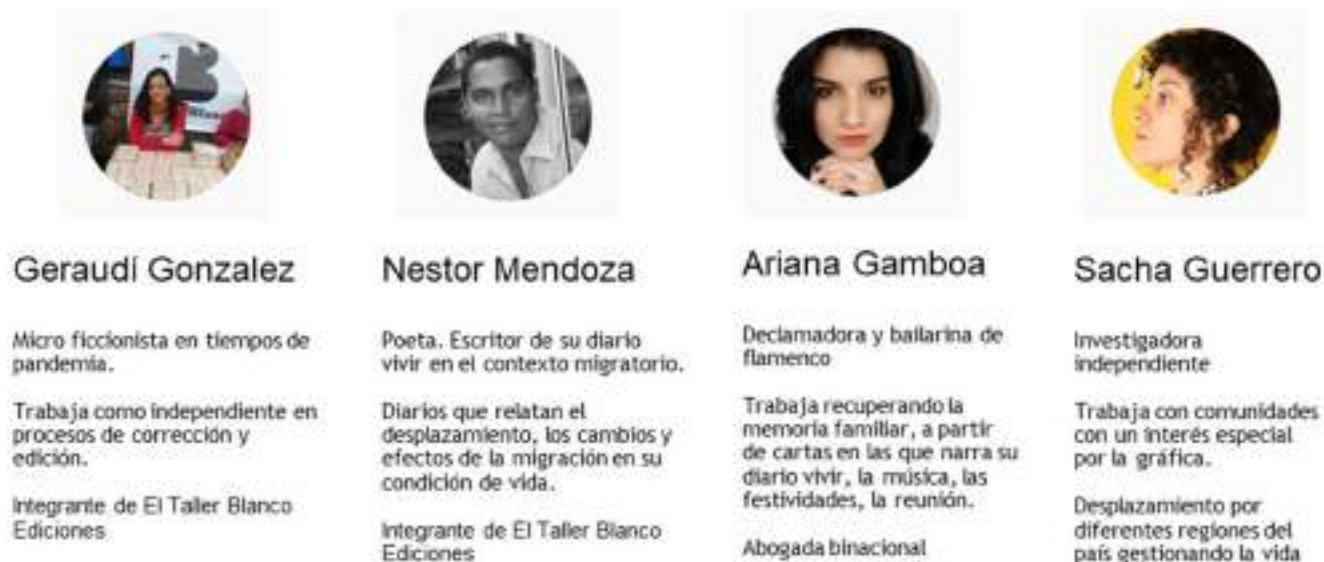 Geraudí Gonzalez
Micro ficcionista en tiempos de
pandemia.
Trabaja como independiente en
procesos de corrección y
edición.
Integrante de El Taller Blanco
Ediciones
Nestor Mendoza
Poeta. Escritor de su diario
vivir en el contexto migratorio.
Diarios que relatan el
desplazamiento, los cambios y
efectos de la migración en su
condición de vida.
Integrante de El Taller Blanco
Ediciones
Ariana Gamboa
Declamadora y bailarina de
flamenco
Trabaja recuperando la
memoria familiar, a partir
de cartas en las que narra su
diario vivir, la música, las
festividades, la reunión.
Abogada binacional
Sacha Guerrero
Investigadora
independiente
Trabaja con comunidades
con un interés especial
por la gráfica.
Desplazamiento por
diferentes regiones del
país gestionando la vida